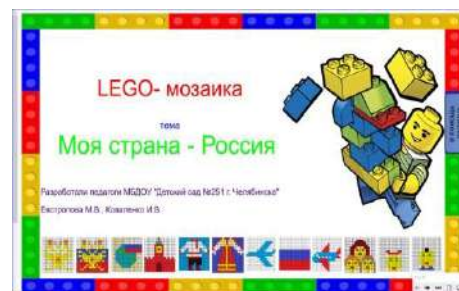 LEGO- мозаика
тема
Моя страна - Россия
Разработали педагоги МБДОУ "Детский сад №251 г. Челябинска"
Евстропова М.В., Коваленко И.В.